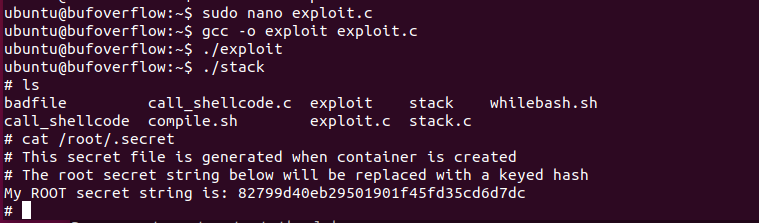 ubuntu@bufoverflow:~$ sudo nano exploit.c
ubuntu@bufoverflow:~$ gcc -o exploit exploit.c
ubuntu@bufoverflow:~$ ./exploit
ubuntu@bufoverflow:~$ ./stack
# ls
badfile call_shellcode.c exploit stack whilebash.sh
call_shellcode compile.sh exploit.c stack.c
# cat /root/.secret
# This secret file is generated when container is created
# The root secret string below will be replaced with a keyed hash
My ROOT secret string is: 82799d40eb29501901f45fd35cd6d7dc
#